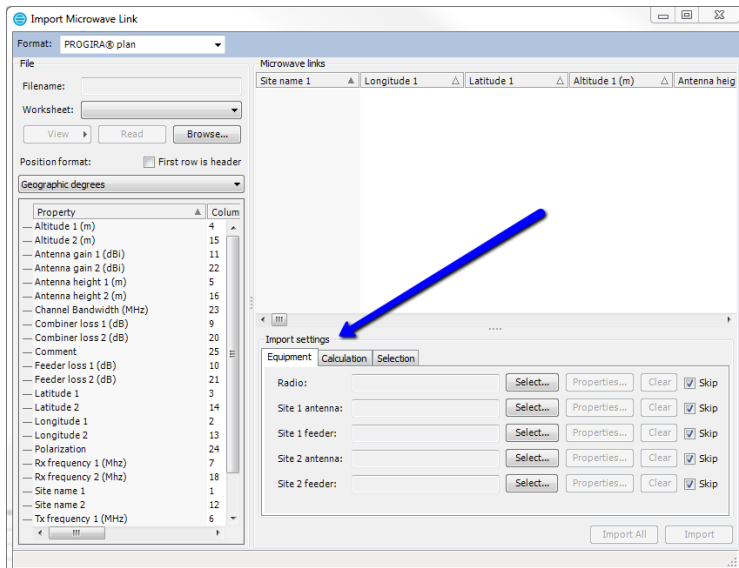 Import Microwave Link
Format: PROGIRA® plan
File
Filename:
Worksheet:
View Read Browse...
Position format: First row is header
Geographic degrees
Property Colum
Altitude 1 (m) 4
Altitude 2 (m) 15
Antenna gain 1 (dBi) 11
Antenna gain 2 (dBi) 22
Antenna height 1 (m) 5
Antenna height 2 (m) 16
Channel Bandwidth (MHz) 23
Combiner loss 1 (dB) 9
Combiner loss 2 (dB) 20
Comment 25
Feeder loss 1 (dB) 10
Feeder loss 2 (dB) 21
Latitude 1 3
Latitude 2 14
Longitude 1 2
Longitude 2 13
Polarization 24
Rx frequency 1 (Mhz) 7
Rx frequency 2 (Mhz) 18
Site name 1 1
Site name 2 12
Tx frequency 1 (MHz) 6
Microwave links
Site name 1 Longitude 1 Latitude 1 Altitude 1 (m) Antenna heig
Import settings
Equipment Calculation Selection
Radio: Select... Properties... Clear Skip
Site 1 antenna: Select... Properties... Clear Skip
Site 1 feeder: Select... Properties... Clear Skip
Site 2 antenna: Select... Properties... Clear Skip
Site 2 feeder: Select... Properties... Clear Skip
Import All Import